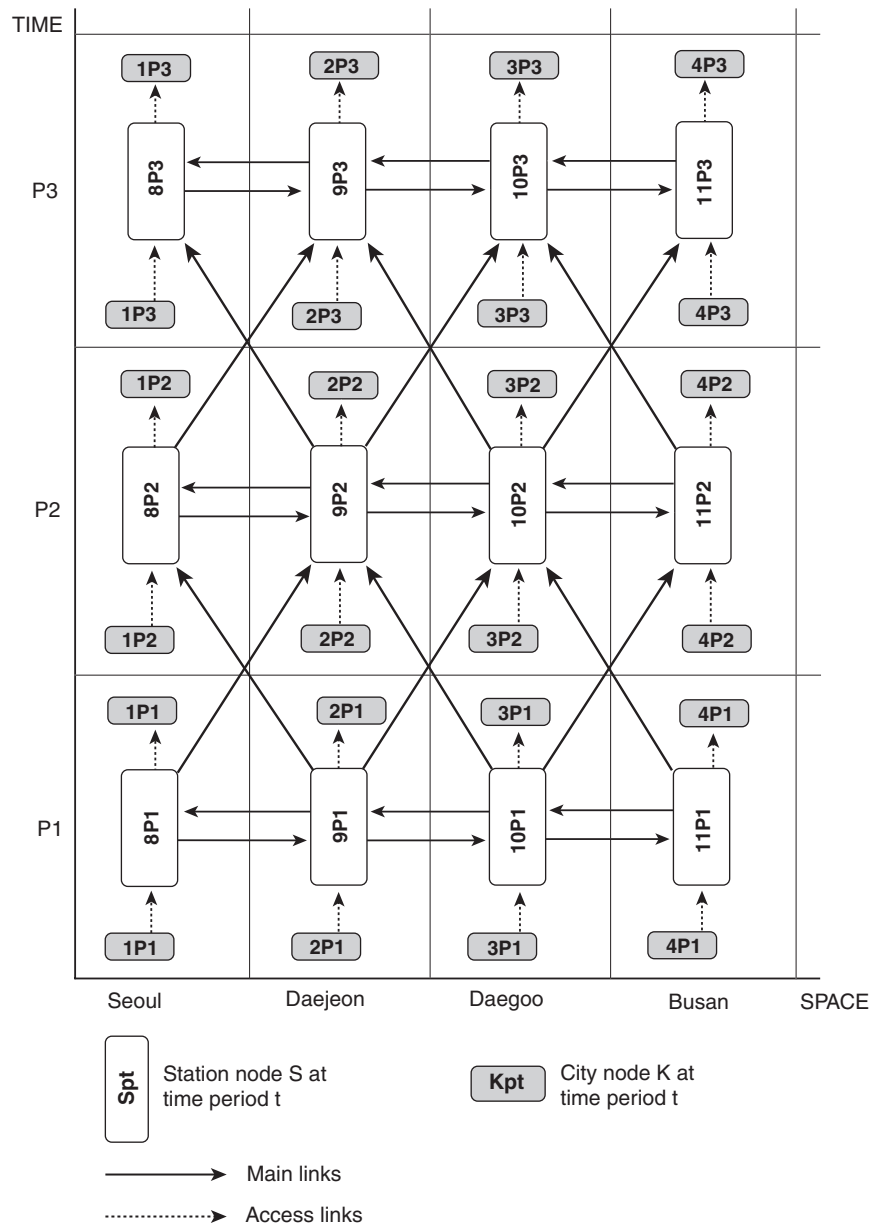 TIME
1P3 2P3 3P3 4P3
P3 8P3 9P3 10P3 11P3
1P3 2P3 3P3 4P3
1P2 2P2 3P2 4P2
P2 8P2 9P2 10P2 11P2
1P2 2P2 3P2 4P2
1P1 2P1 3P1 4P1
P1 8P1 9P1 10P1 11P1
1P1 2P1 3P1 4P1
Seoul Daejeon Daegoo Busan SPACE
Spt
Station node S at
time period t
Kpt
City node K at
time period t
Main links
Access links